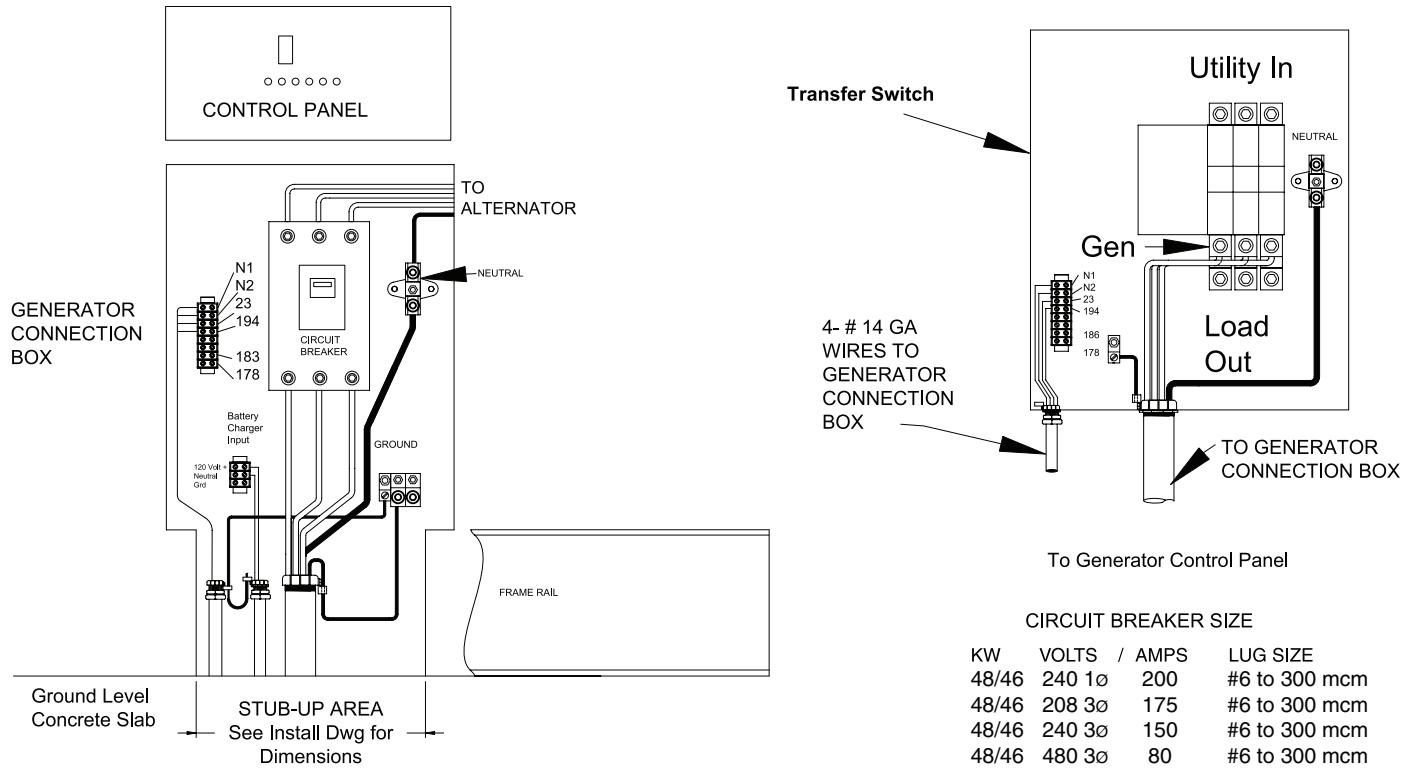 CONTROL PANEL
TO
ALTERNATOR
NEUTRAL
GENERATOR
CONNECTION
BOX
N1
N2
23
194
183
178
CIRCUIT
BREAKER
Battery
Charger
Input
120 Volt +
Neutral
Grd
GROUND
FRAME RAIL
Ground Level
Concrete Slab
STUB-UP AREA
See Install Dwg for
Dimensions
Transfer Switch
Utility In
NEUTRAL
Gen
N1
N2
23
194
186
178
Load
Out
4- # 14 GA
WIRES TO
GENERATOR
CONNECTION
BOX
TO GENERATOR
CONNECTION BOX
To Generator Control Panel
CIRCUIT BREAKER SIZE
KW VOLTS / AMPS LUG SIZE
48/46 240 1ø 200 #6 to 300 mcm
48/46 208 3ø 175 #6 to 300 mcm
48/46 240 3ø 150 #6 to 300 mcm
48/46 480 3ø 80 #6 to 300 mcm